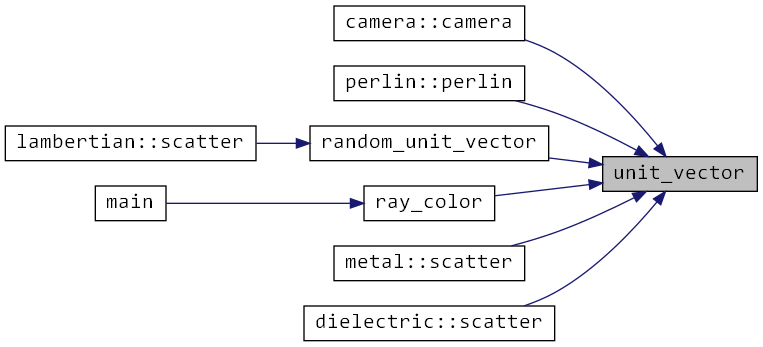 camera::camera
perlin::perlin
lambertian::scatter
random_unit_vector
unit_vector
main
ray_color
metal::scatter
dielectric::scatter